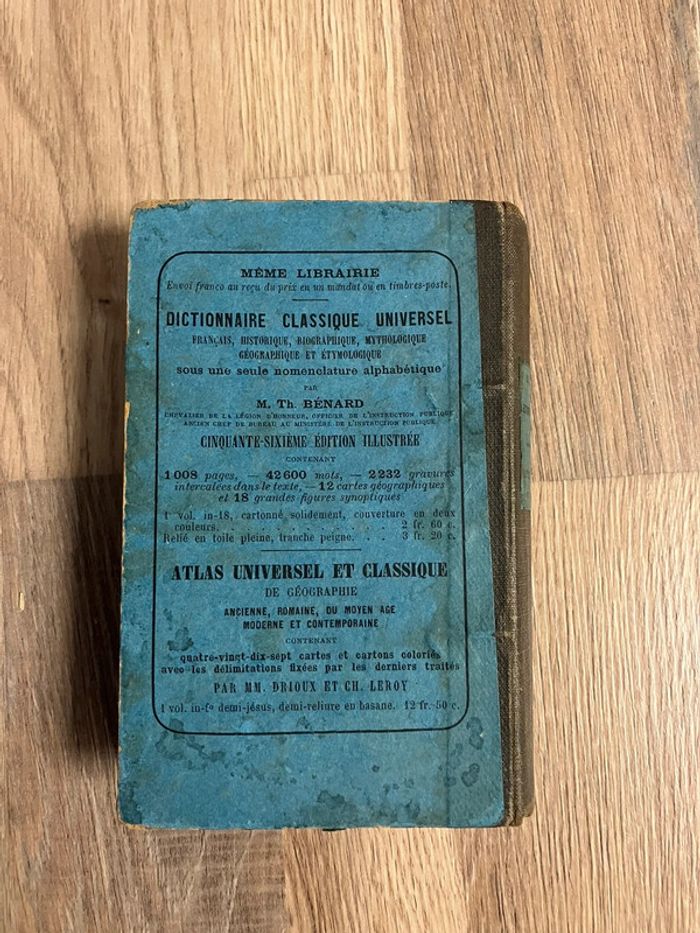 MÊME LIBRAIRIE
Envoi franco au reçu du prix en un mandat ou en timbres-poste.
DICTIONNAIRE CLASSIQUE UNIVERSEL
FRANÇAIS, HISTORIQUE, BIOGRAPHIQUE, MYTHOLOGIQUE
GÉOGRAPHIQUE ET ÉTYMOLOGIQUE
sous une seule nomenclature alphabétique
PAR
M. Th. BÉNARD
CHEVALIER DE LA LÉGION D'HONNEUR, OFFICIER DE L'INSTRUCTION PUBLIQUE
ANCIEN CHEF DE BUREAU AU MINISTÈRE DE L'INSTRUCTION PUBLIQUE
CINQUANTE-SIXIÈME ÉDITION ILLUSTRÉE
CONTENANT
1008 pages, — 42600 mots, — 2232 gravures
intercalées dans le texte, — 12 cartes géographiques
et 18 grandes figures synoptiques
1 vol. in-18, cartonné solidement, couverture en deux
couleurs. . . . . . . . . . . . . 2 fr. 60 c.
Relié en toile pleine, tranche peigne. . . 3 fr. 20 c.
ATLAS UNIVERSEL ET CLASSIQUE
DE GÉOGRAPHIE
ANCIENNE, ROMAINE, DU MOYEN AGE
MODERNE ET CONTEMPORAINE
CONTENANT
quatre-vingt-dix-sept cartes et cartons coloriés
avec les délimitations fixées par les derniers traités
PAR MM. DRIOUX ET CH. LEROY
1 vol. in-fº demi-jésus, demi-reliure en basane. 12 fr. 50 c.